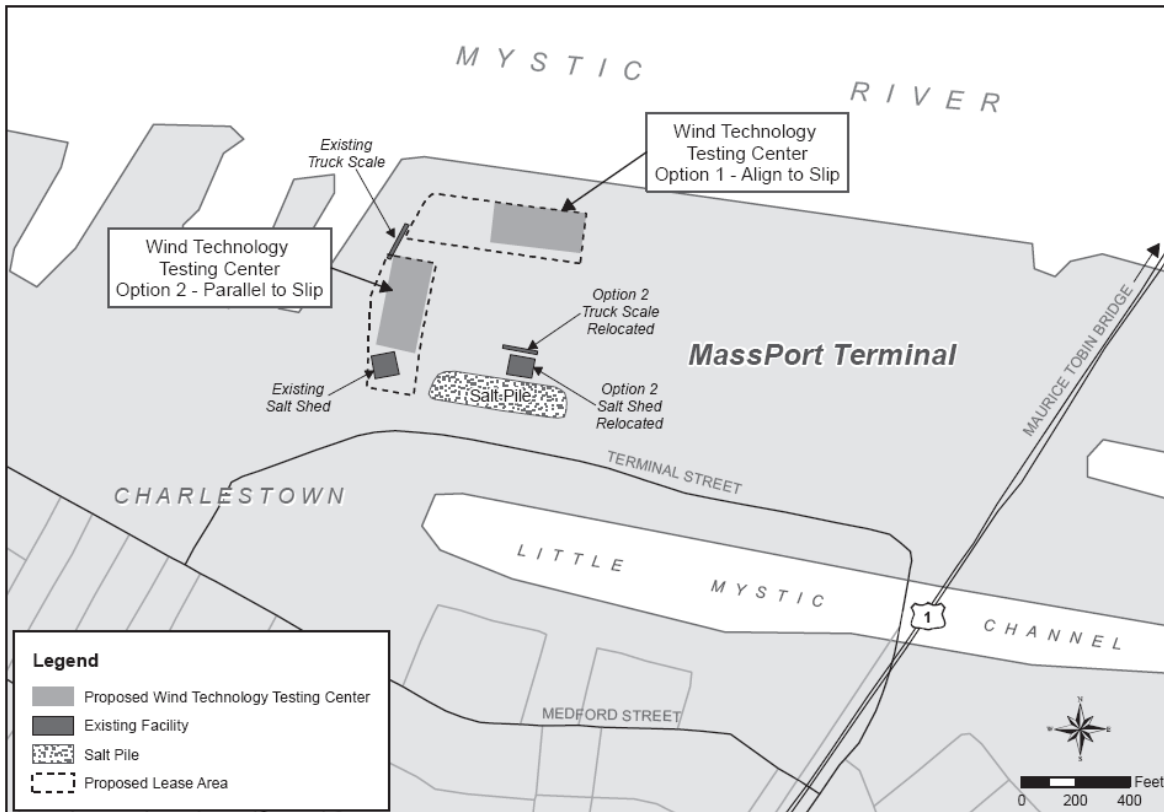 MYSTIC RIVER
Existing
Truck Scale
Wind Technology
Testing Center
Option 1 - Align to Slip
Wind Technology
Testing Center
Option 2 - Parallel to Slip
Option 2
Truck Scale
Relocated
MassPort Terminal
MAURICE TOBIN BRIDGE
Existing
Salt Shed
Salt Pile
Option 2
Salt Shed
Relocated
TERMINAL STREET
CHARLESTOWN
LITTLE MYSTIC CHANNEL
1
MEDFORD STREET
Legend
Proposed Wind Technology Testing Center
Existing Facility
Salt Pile
Proposed Lease Area
N
W E
S
Feet
0 200 400